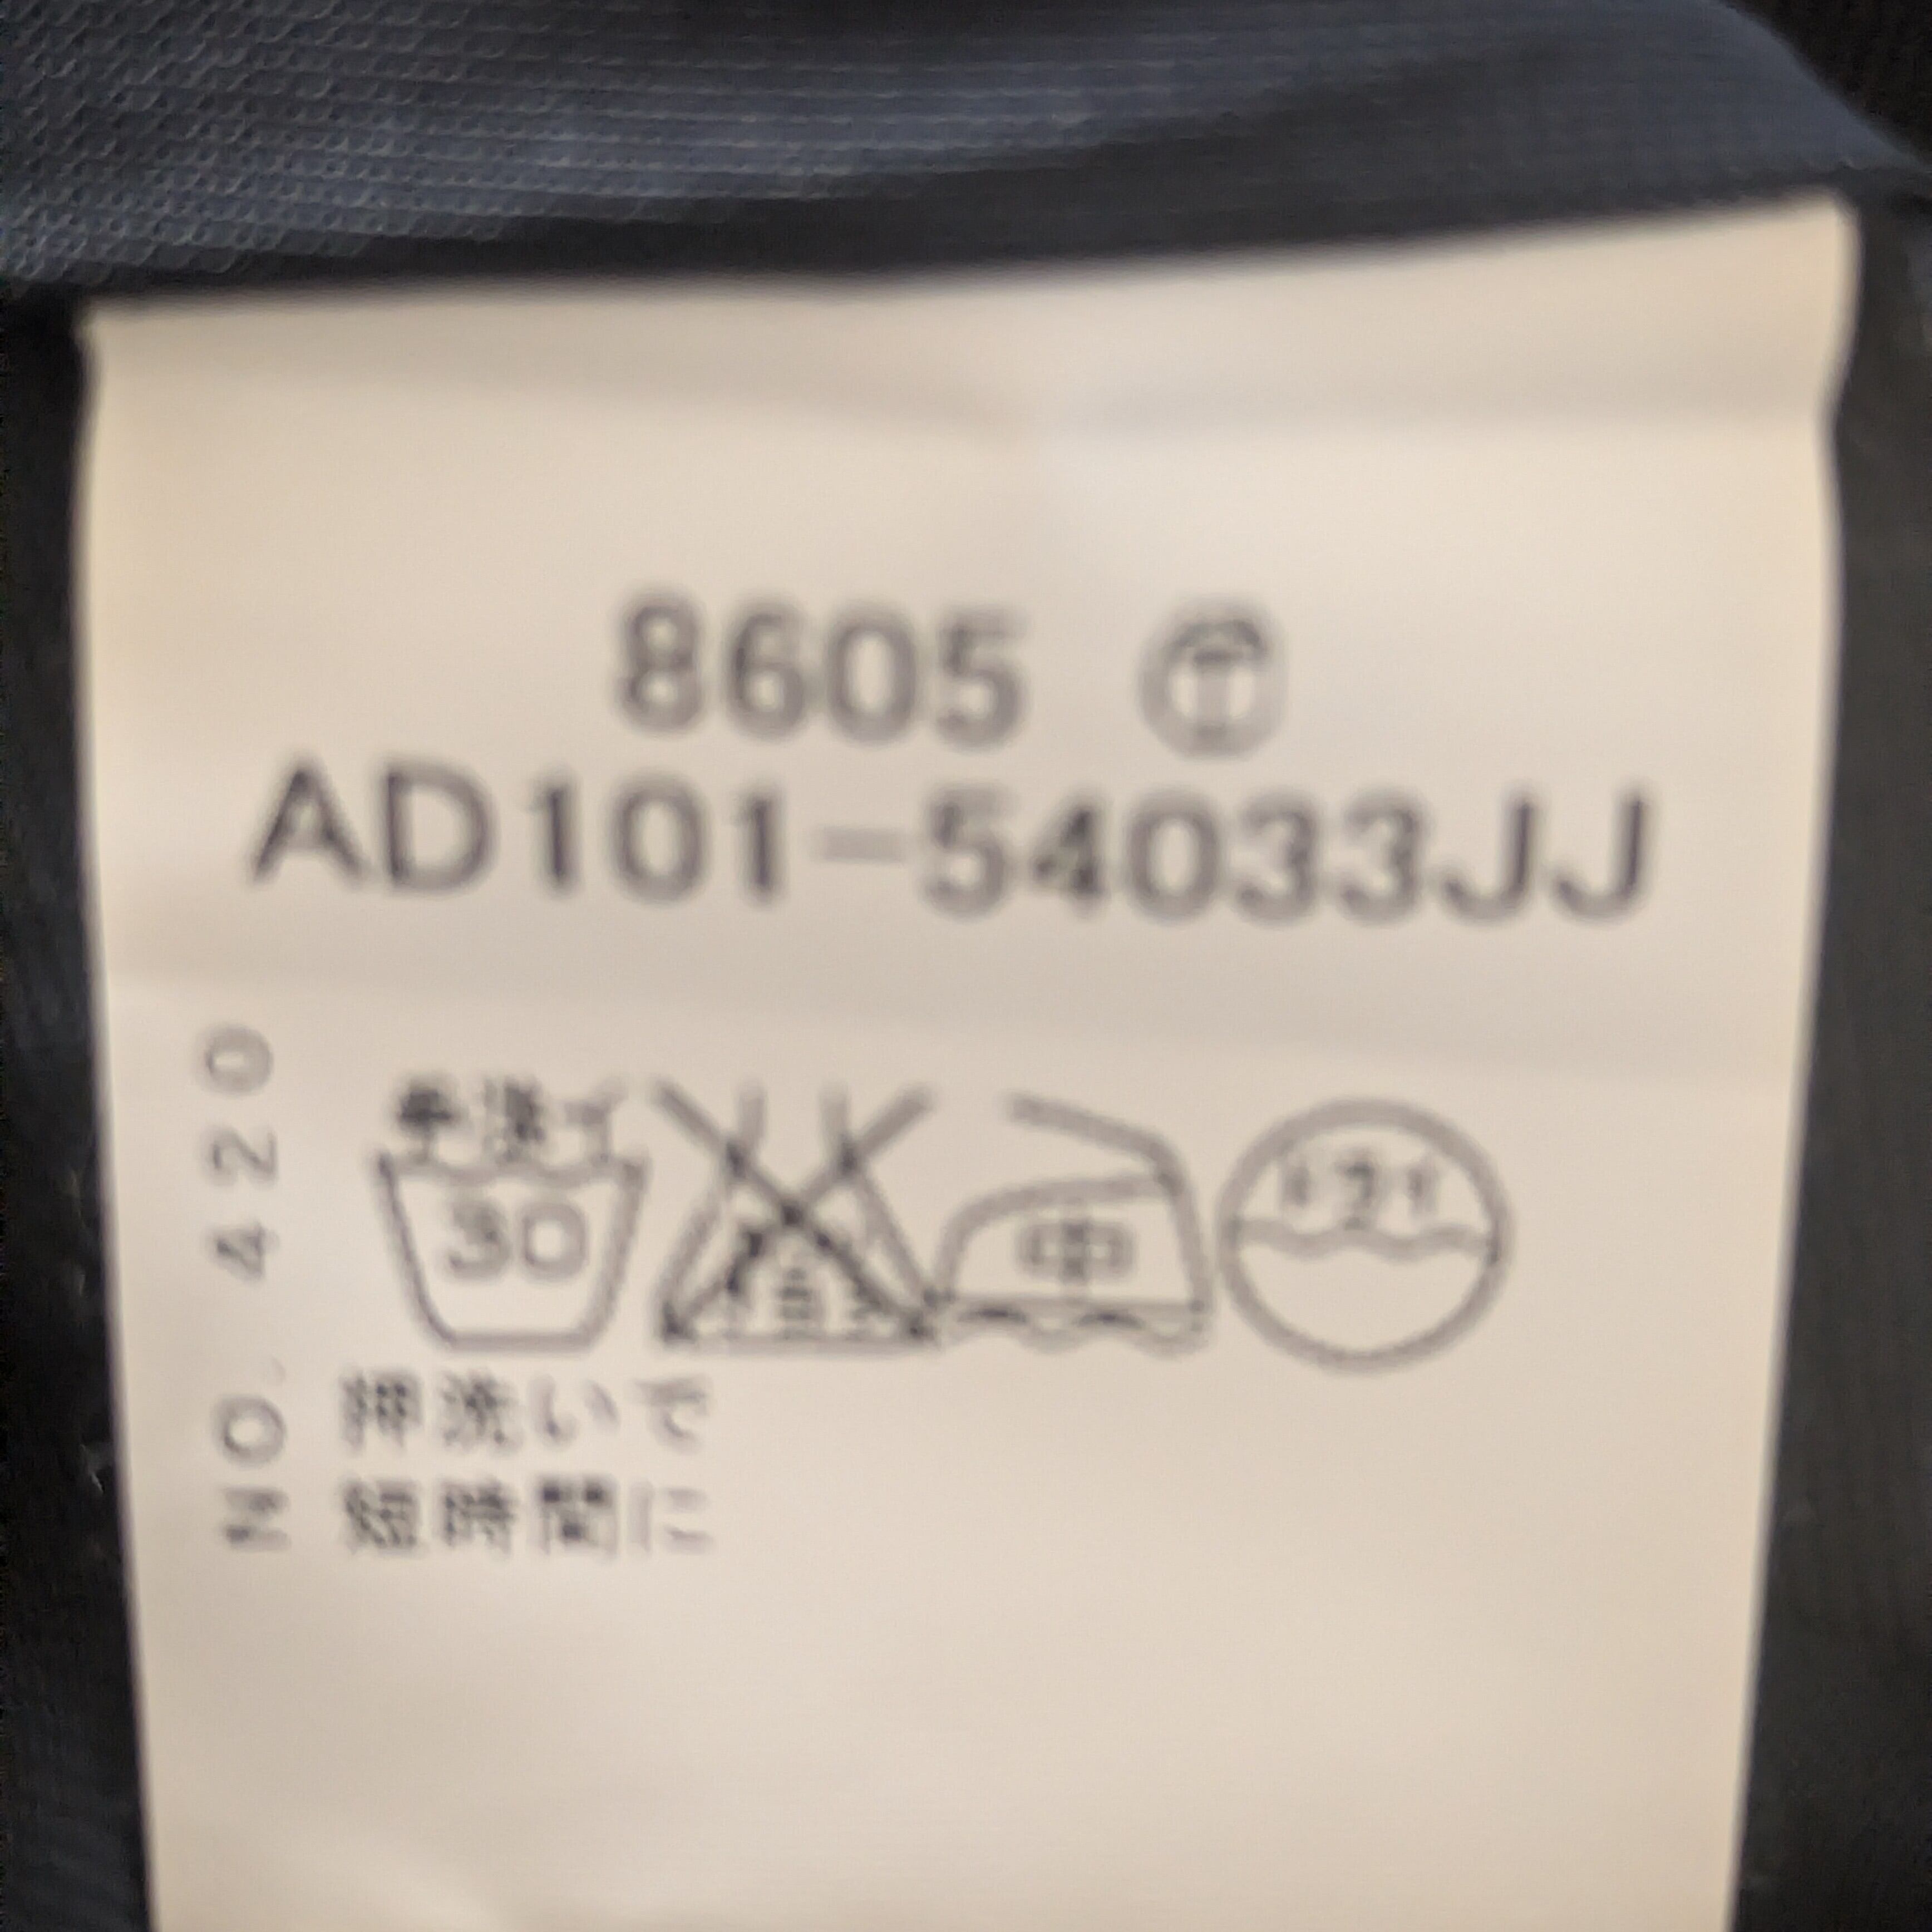 8605 Ⓣ
AD101-54033JJ
NO. 420
手洗イ
30
中
ドライ
押洗いで
短時間に